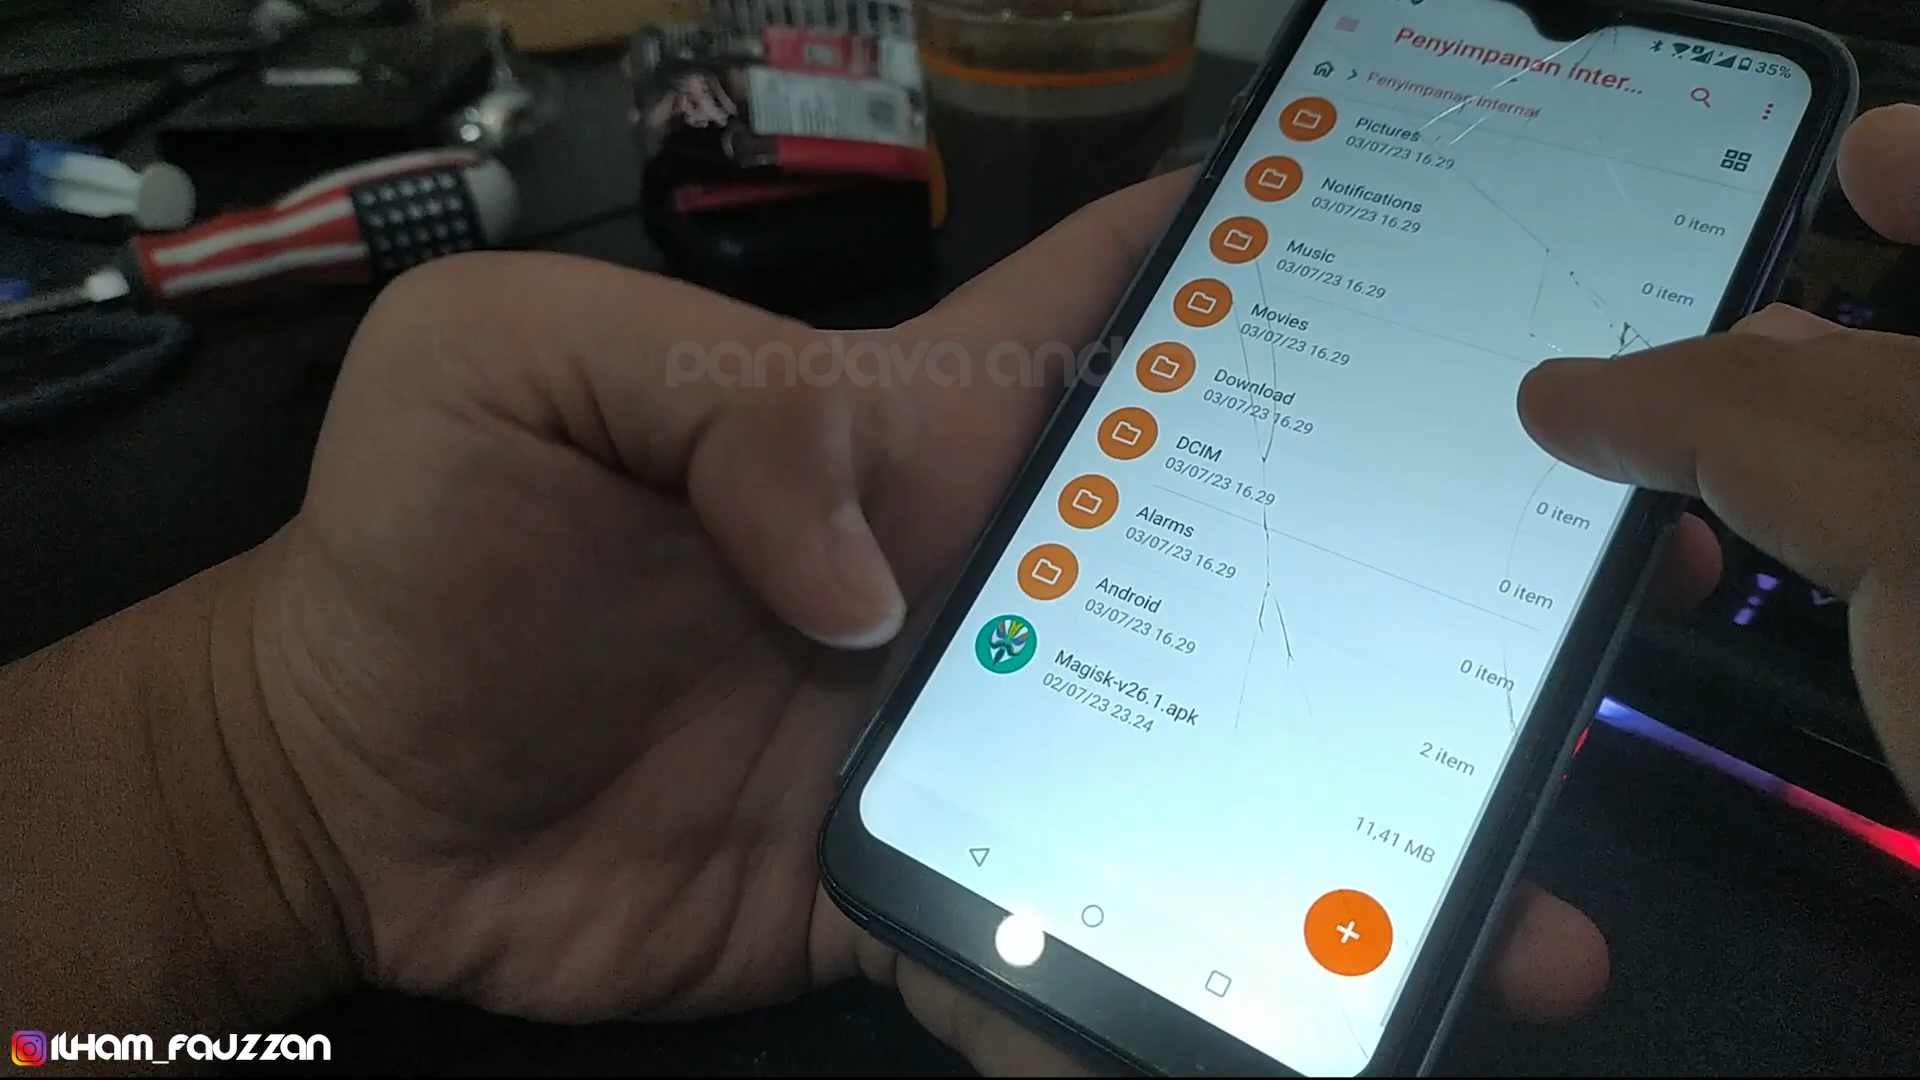 35%
Penyimpanan Inter...
Penyimpanan Internal
Pictures
03/07/23 16.29
0 item
Notifications
03/07/23 16.29
0 item
Music
03/07/23 16.29
Movies
03/07/23 16.29
0 item
Download
03/07/23 16.29
0 item
DCIM
03/07/23 16.29
0 item
Alarms
03/07/23 16.29
Android
03/07/23 16.29
2 item
Magisk-v26.1.apk
02/07/23 23.24
11,41 MB
pandava and
ILHAM_FAUZZAN